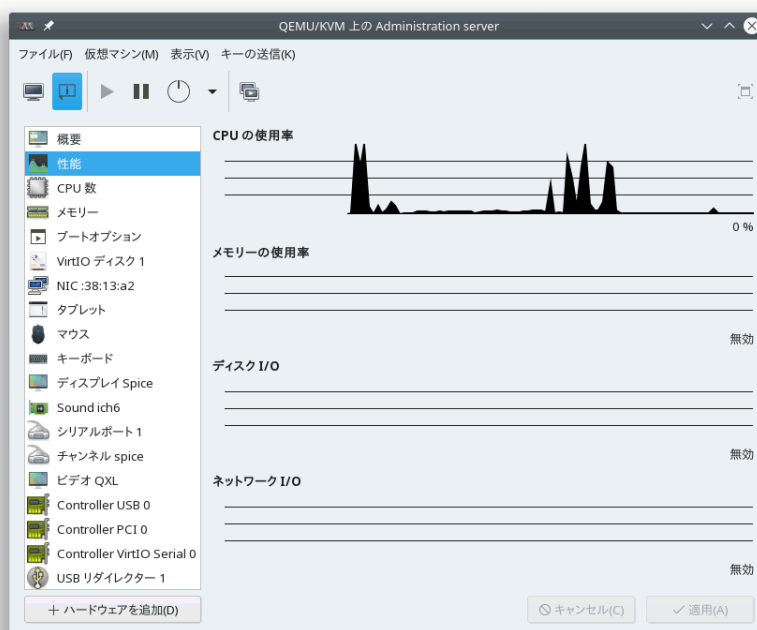 QEMU/KVM 上の Administration server
ファイル(F) 仮想マシン(M) 表示(V) キーの送信(K)
概要
性能
CPU 数
メモリー
ブートオプション
VirtIO ディスク 1
NIC :38:13:a2
タブレット
マウス
キーボード
ディスプレイ Spice
Sound ich6
シリアルポート 1
チャンネル spice
ビデオ QXL
Controller USB 0
Controller PCI 0
Controller VirtIO Serial 0
USB リダイレクター 1
ハードウェアを追加(D)
CPU の使用率
0 %
メモリーの使用率
無効
ディスク I/O
無効
ネットワーク I/O
無効
キャンセル(C) 適用(A)